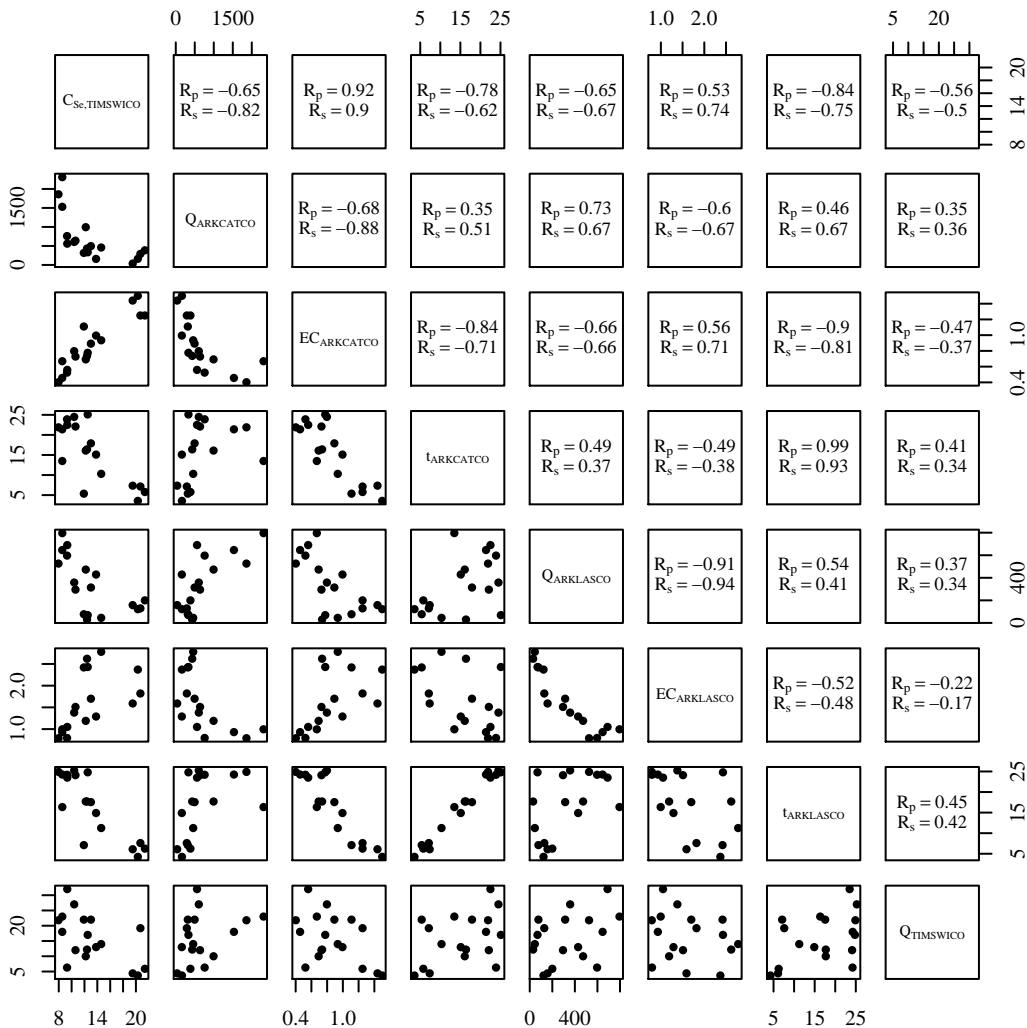 0 1500 5 15 25 1.0 2.0 5 20
C_Se,TIMSWICO
R_p = −0.65
R_s = −0.82
R_p = 0.92
R_s = 0.9
R_p = −0.78
R_s = −0.62
R_p = −0.65
R_s = −0.67
R_p = 0.53
R_s = 0.74
R_p = −0.84
R_s = −0.75
R_p = −0.56
R_s = −0.5
8 14 20
0 1500
Q_ARKCATCO
R_p = −0.68
R_s = −0.88
R_p = 0.35
R_s = 0.51
R_p = 0.73
R_s = 0.67
R_p = −0.6
R_s = −0.67
R_p = 0.46
R_s = 0.67
R_p = 0.35
R_s = 0.36
EC_ARKCATCO
R_p = −0.84
R_s = −0.71
R_p = −0.66
R_s = −0.66
R_p = 0.56
R_s = 0.71
R_p = −0.9
R_s = −0.81
R_p = −0.47
R_s = −0.37
0.4 1.0
5 15 25
t_ARKCATCO
R_p = 0.49
R_s = 0.37
R_p = −0.49
R_s = −0.38
R_p = 0.99
R_s = 0.93
R_p = 0.41
R_s = 0.34
Q_ARKLASCO
R_p = −0.91
R_s = −0.94
R_p = 0.54
R_s = 0.41
R_p = 0.37
R_s = 0.34
0 400
1.0 2.0
EC_ARKLASCO
R_p = −0.52
R_s = −0.48
R_p = −0.22
R_s = −0.17
t_ARKLASCO
R_p = 0.45
R_s = 0.42
5 15 25
5 20
Q_TIMSWICO
8 14 20 0.4 1.0 0 400 5 15 25